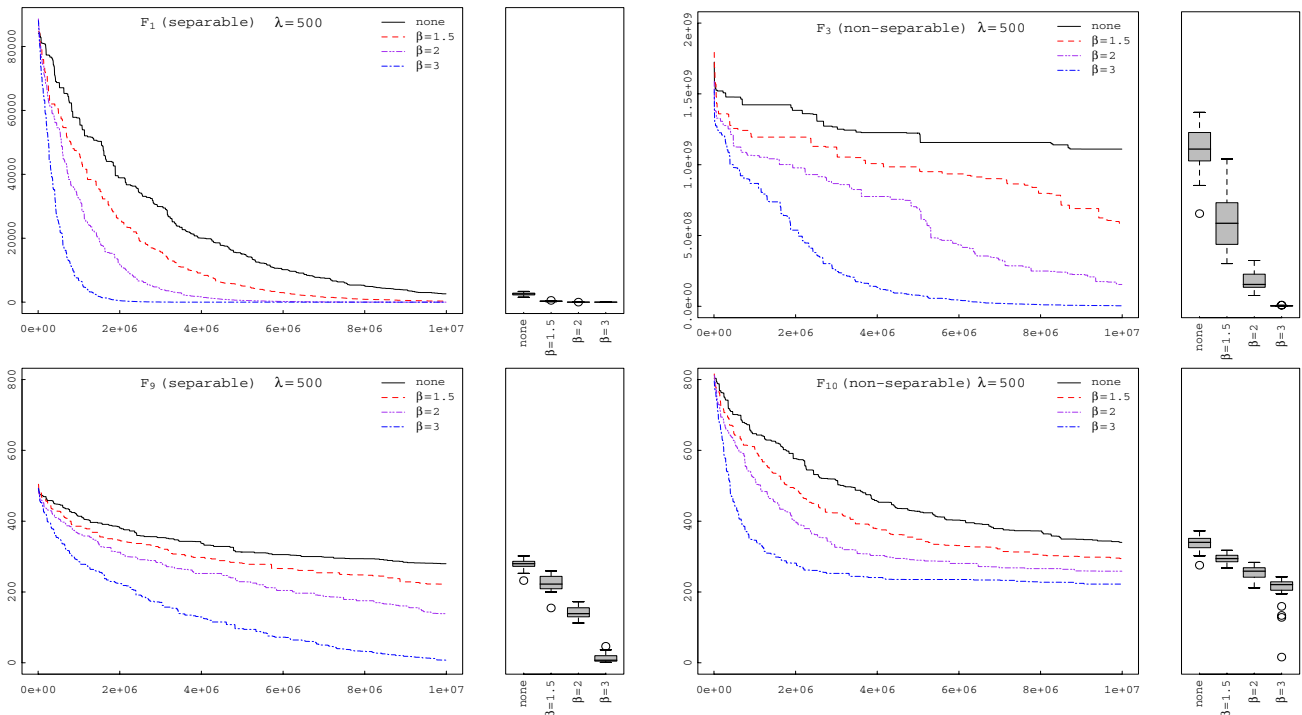 F1 (separable) λ=500
none
β=1.5
β=2
β=3
80000
60000
40000
20000
0
0e+00 2e+06 4e+06 6e+06 8e+06 1e+07
none β=1.5 β=2 β=3
F3 (non-separable) λ=500
none
β=1.5
β=2
β=3
2e+09
1.5e+09
1.0e+09
5.0e+08
0.0e+00
0e+00 2e+06 4e+06 6e+06 8e+06 1e+07
none β=1.5 β=2 β=3
F9 (separable) λ=500
none
β=1.5
β=2
β=3
800
600
400
200
0
0e+00 2e+06 4e+06 6e+06 8e+06 1e+07
none β=1.5 β=2 β=3
F10 (non-separable) λ=500
none
β=1.5
β=2
β=3
800
600
400
200
0
0e+00 2e+06 4e+06 6e+06 8e+06 1e+07
none β=1.5 β=2 β=3